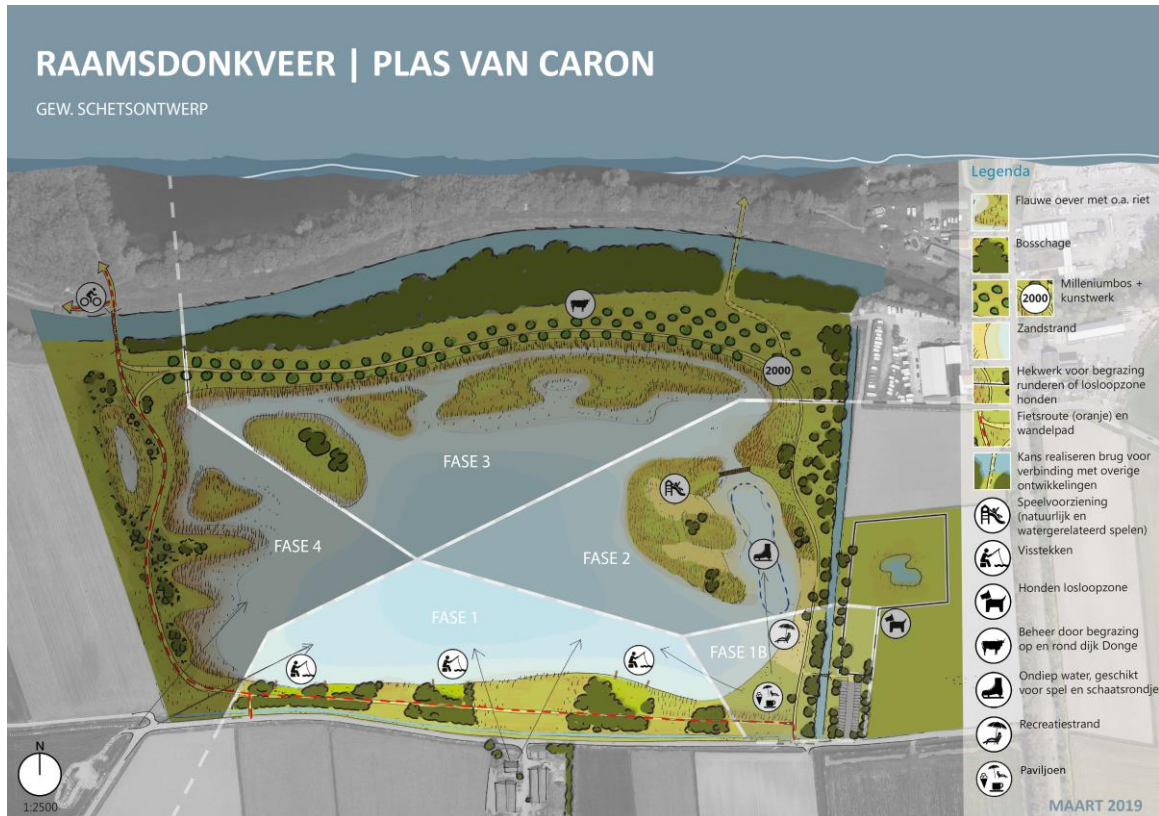 RAAMSDONKVEER | PLAS VAN CARON
GEW. SCHETSONTWERP
Legenda
Flauwe oever met o.a. riet
Bosschage
2000
Milleniumbos +
kunstwerk
Zandstrand
Hekwerk voor begrazing
runderen of losloopzone
honden
Fietsroute (oranje) en
wandelpad
Kans realiseren brug voor
verbinding met overige
ontwikkelingen
Speelvoorziening
(natuurlijk en
watergerelateerd spelen)
Visstekken
Honden losloopzone
Beheer door begrazing
op en rond dijk Donge
Ondiep water, geschikt
voor spel en schaatsrondje
Recreatiestrand
Paviljoen
2000
FASE 3
FASE 4
FASE 2
FASE 1
FASE 1B
N
1:2500
MAART 2019